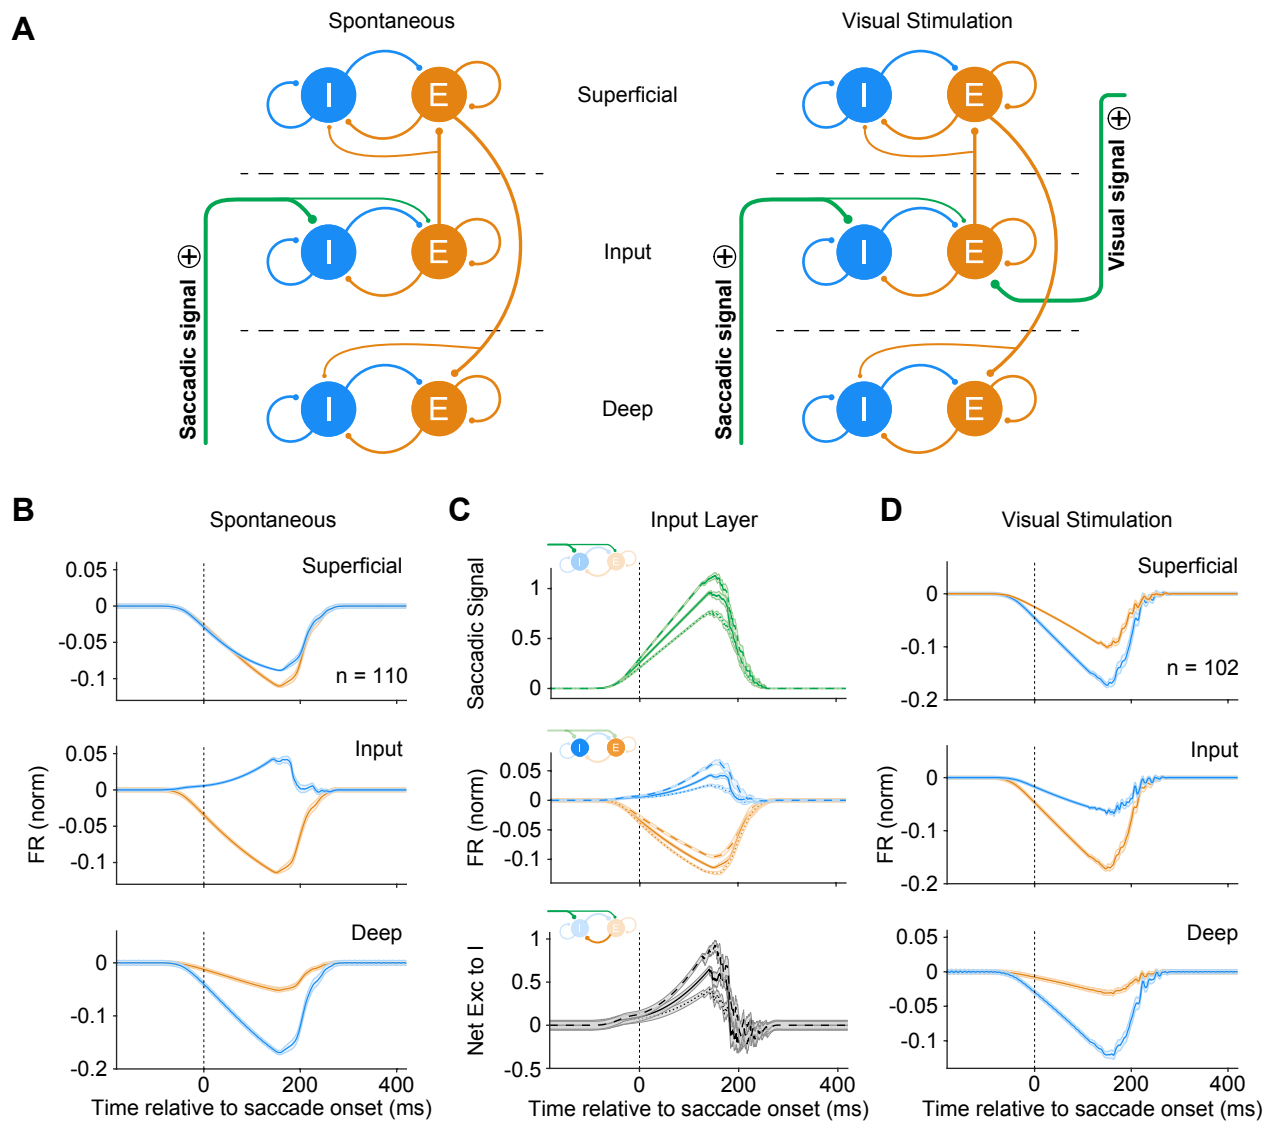 A
Spontaneous
Visual Stimulation
I E
Superficial
I E
Saccadic signal +
I E
Input
Saccadic signal +
I E
Visual signal +
I E
Deep
I E
B
Spontaneous
Superficial
0.05
0
-0.05
-0.1
n = 110
Input
FR (norm)
0.05
0
-0.05
-0.1
Deep
0
-0.1
-0.2
0 200 400
Time relative to saccade onset (ms)
C
Input Layer
I E
Saccadic Signal
1
0.5
0
I E
FR (norm)
0.05
0
-0.05
-0.1
I E
Net Exc to I
1
0.5
0
-0.5
0 200 400
Time relative to saccade onset (ms)
D
Visual Stimulation
Superficial
0
-0.1
-0.2
n = 102
Input
FR (norm)
0
-0.1
-0.2
Deep
0.05
0
-0.05
-0.1
0 200 400
Time relative to saccade onset (ms)